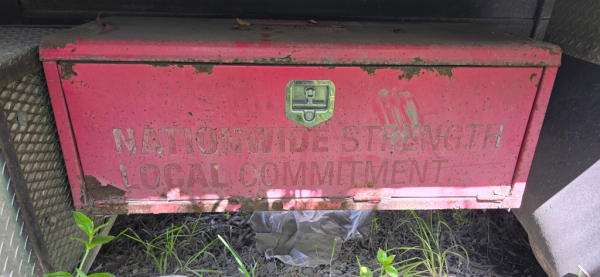 NATIONWIDE STRENGTH
LOCAL COMMITMENT